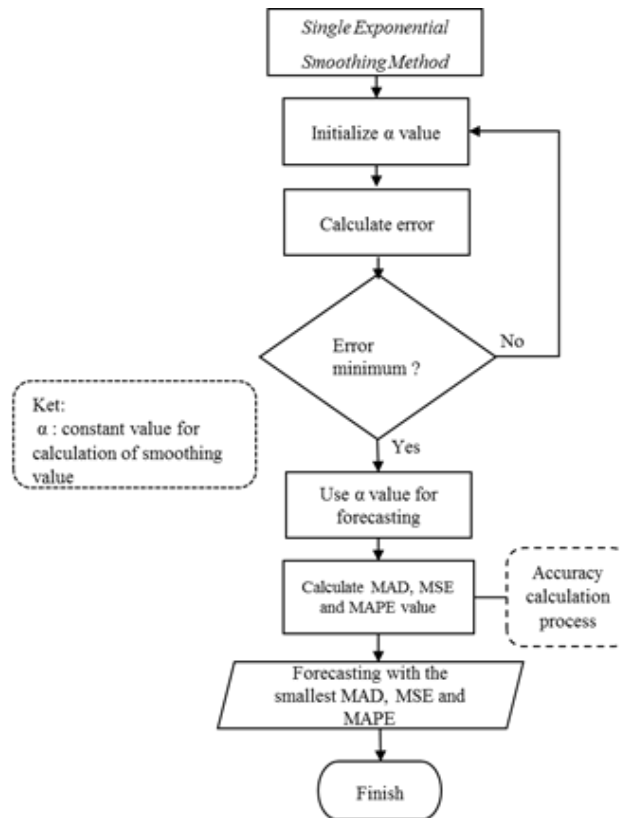 Single Exponential
Smoothing Method
Initialize α value
Calculate error
Error
minimum ?
No
Yes
Ket:
α : constant value for
calculation of smoothing
value
Use α value for
forecasting
Calculate MAD, MSE
and MAPE value
Accuracy
calculation
process
Forecasting with the
smallest MAD, MSE and
MAPE
Finish